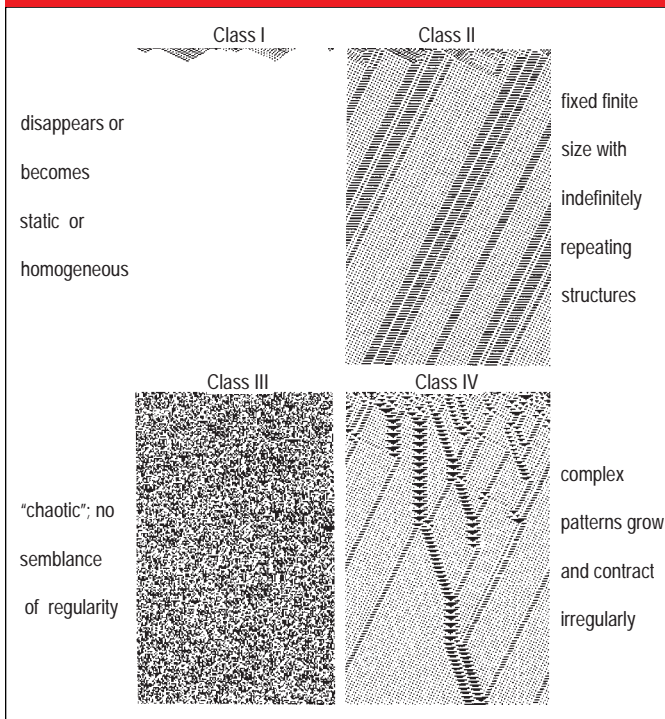 Class I
Class II
disappears or
becomes
static or
homogeneous
fixed finite
size with
indefinitely
repeating
structures
Class III
Class IV
“chaotic”; no
semblance
of regularity
complex
patterns grow
and contract
irregularly